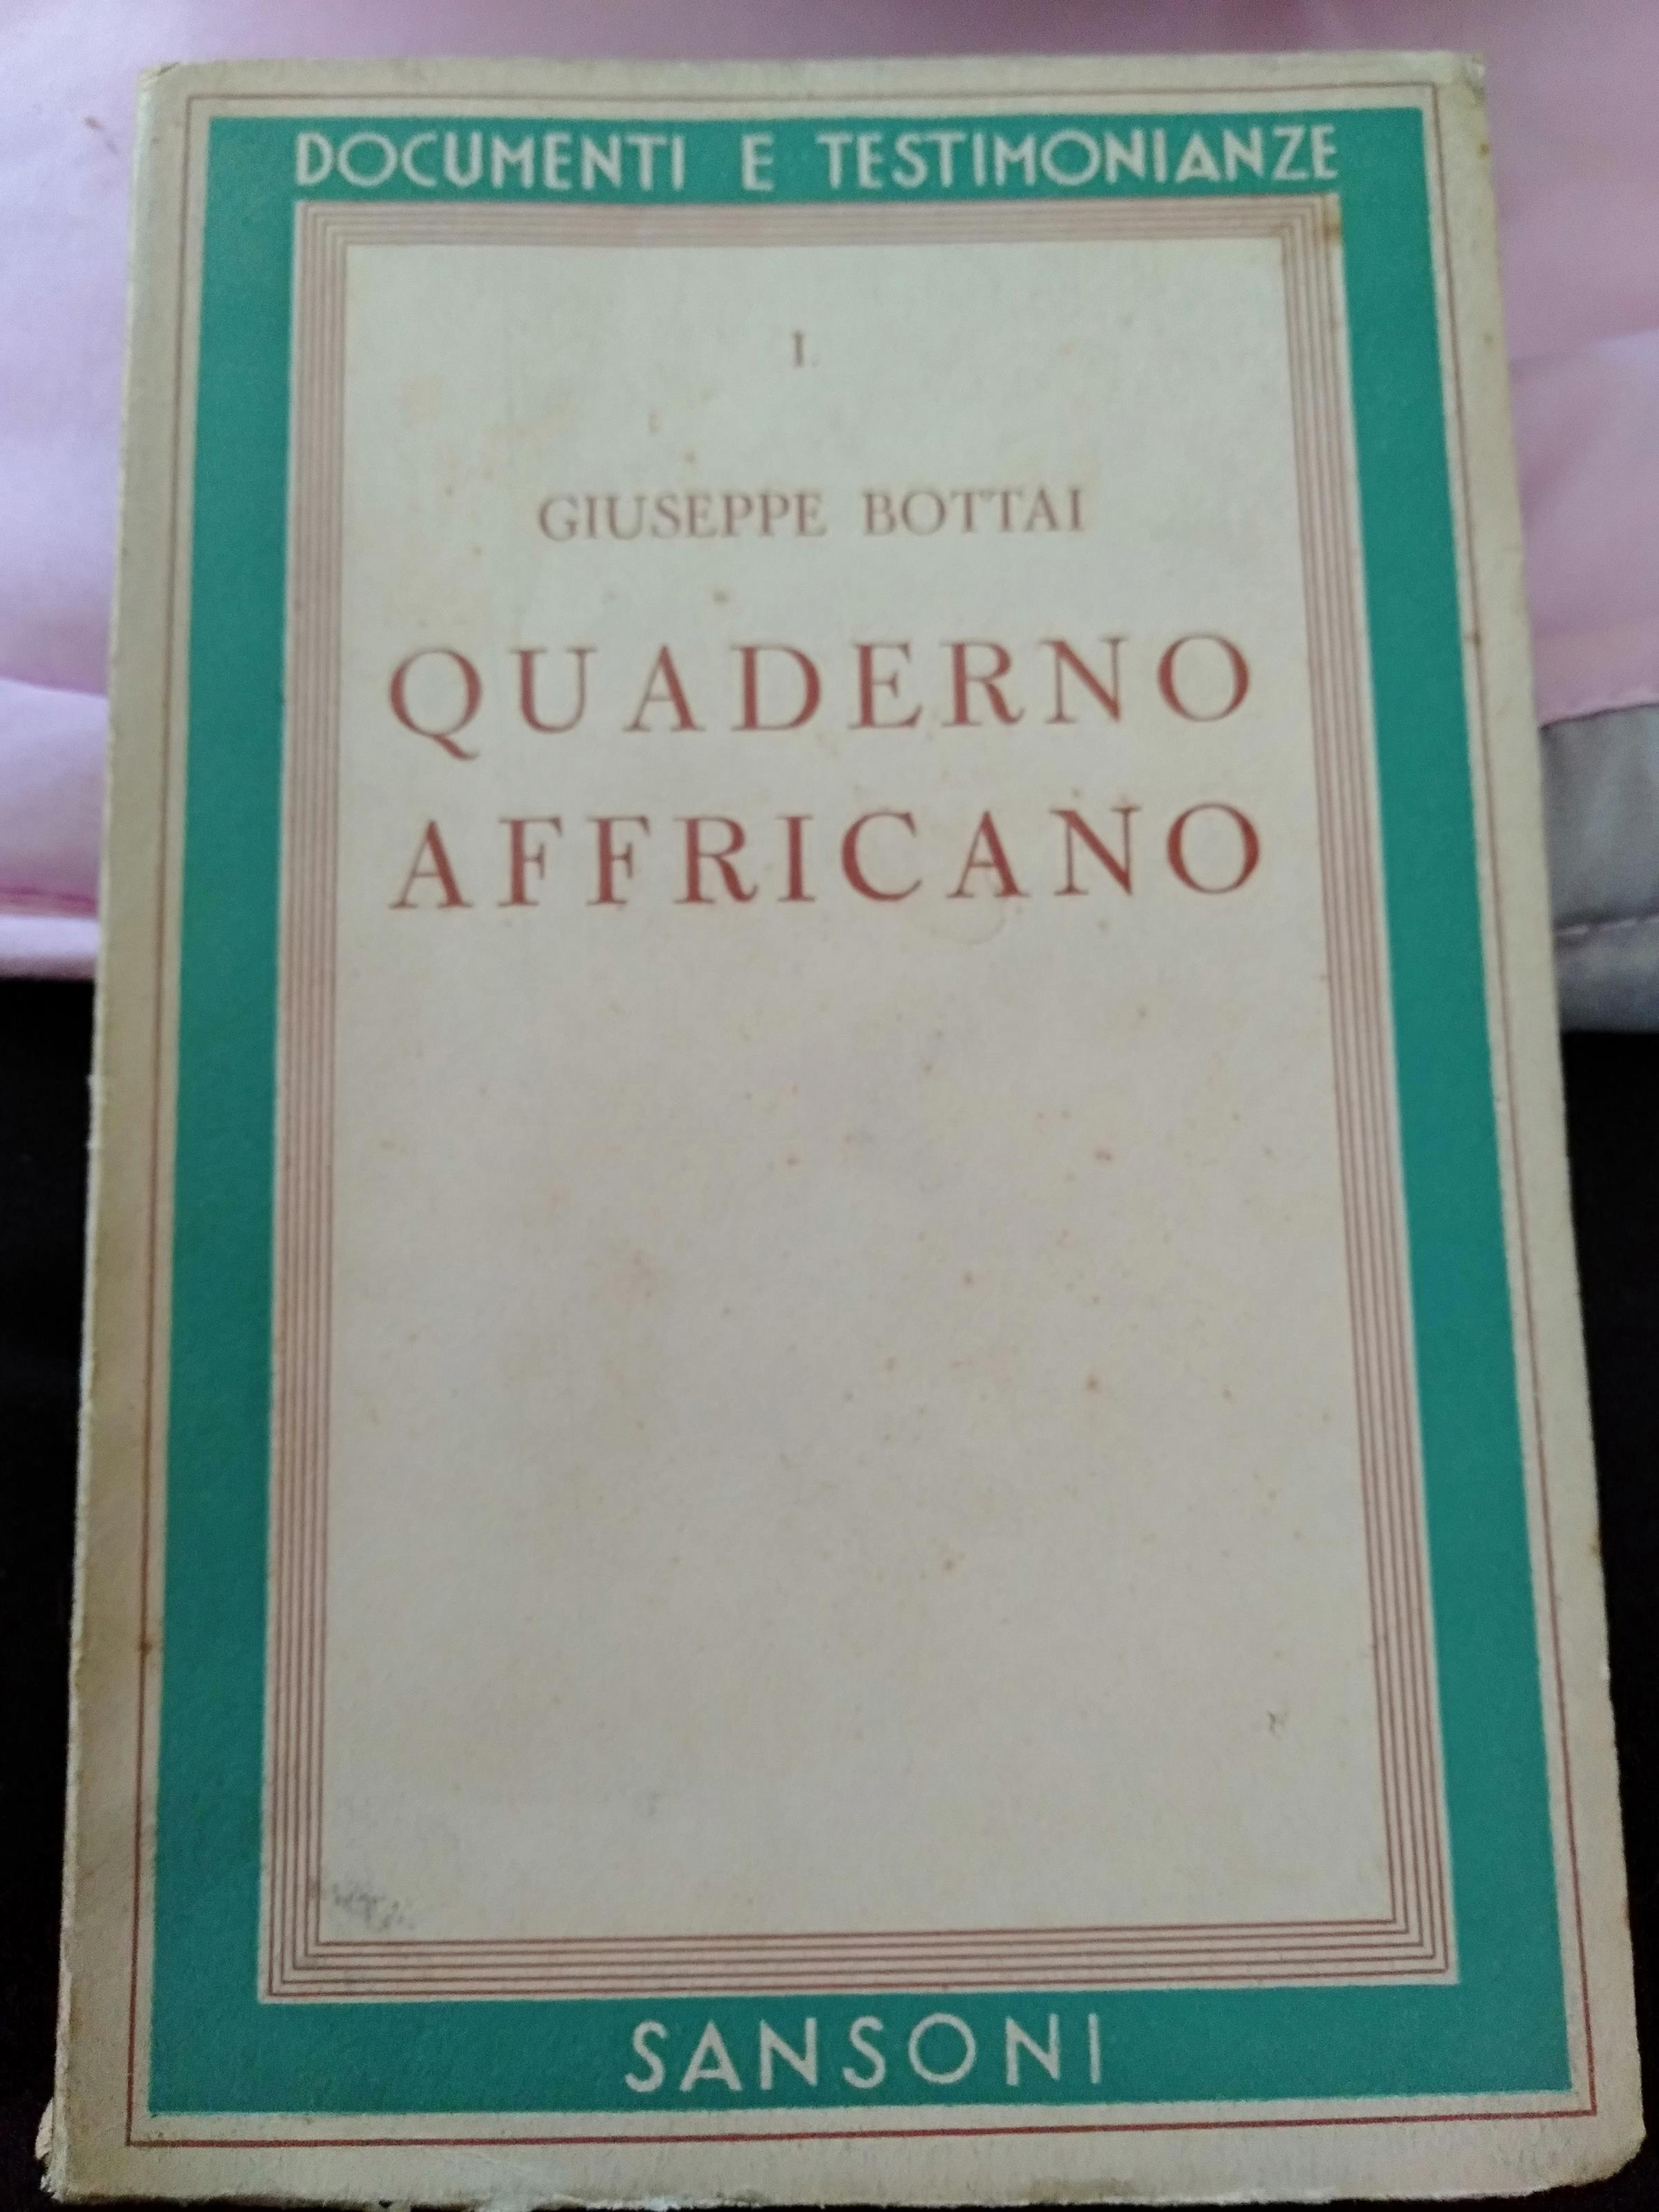 DOCUMENTI E TESTIMONIANZE
I.
GIUSEPPE BOTTAI
QUADERNO
AFFRICANO
SANSONI